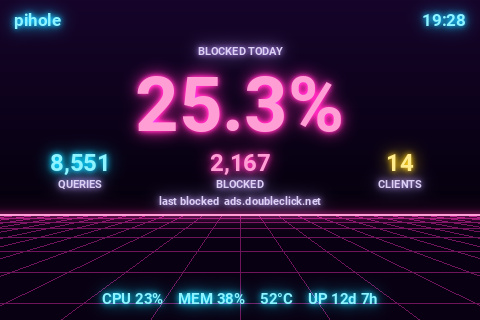 pihole 19:28
BLOCKED TODAY
25.3%
8,551 2,167 14
QUERIES BLOCKED CLIENTS
last blocked ads.doubleclick.net
CPU 23% MEM 38% 52°C UP 12d 7h